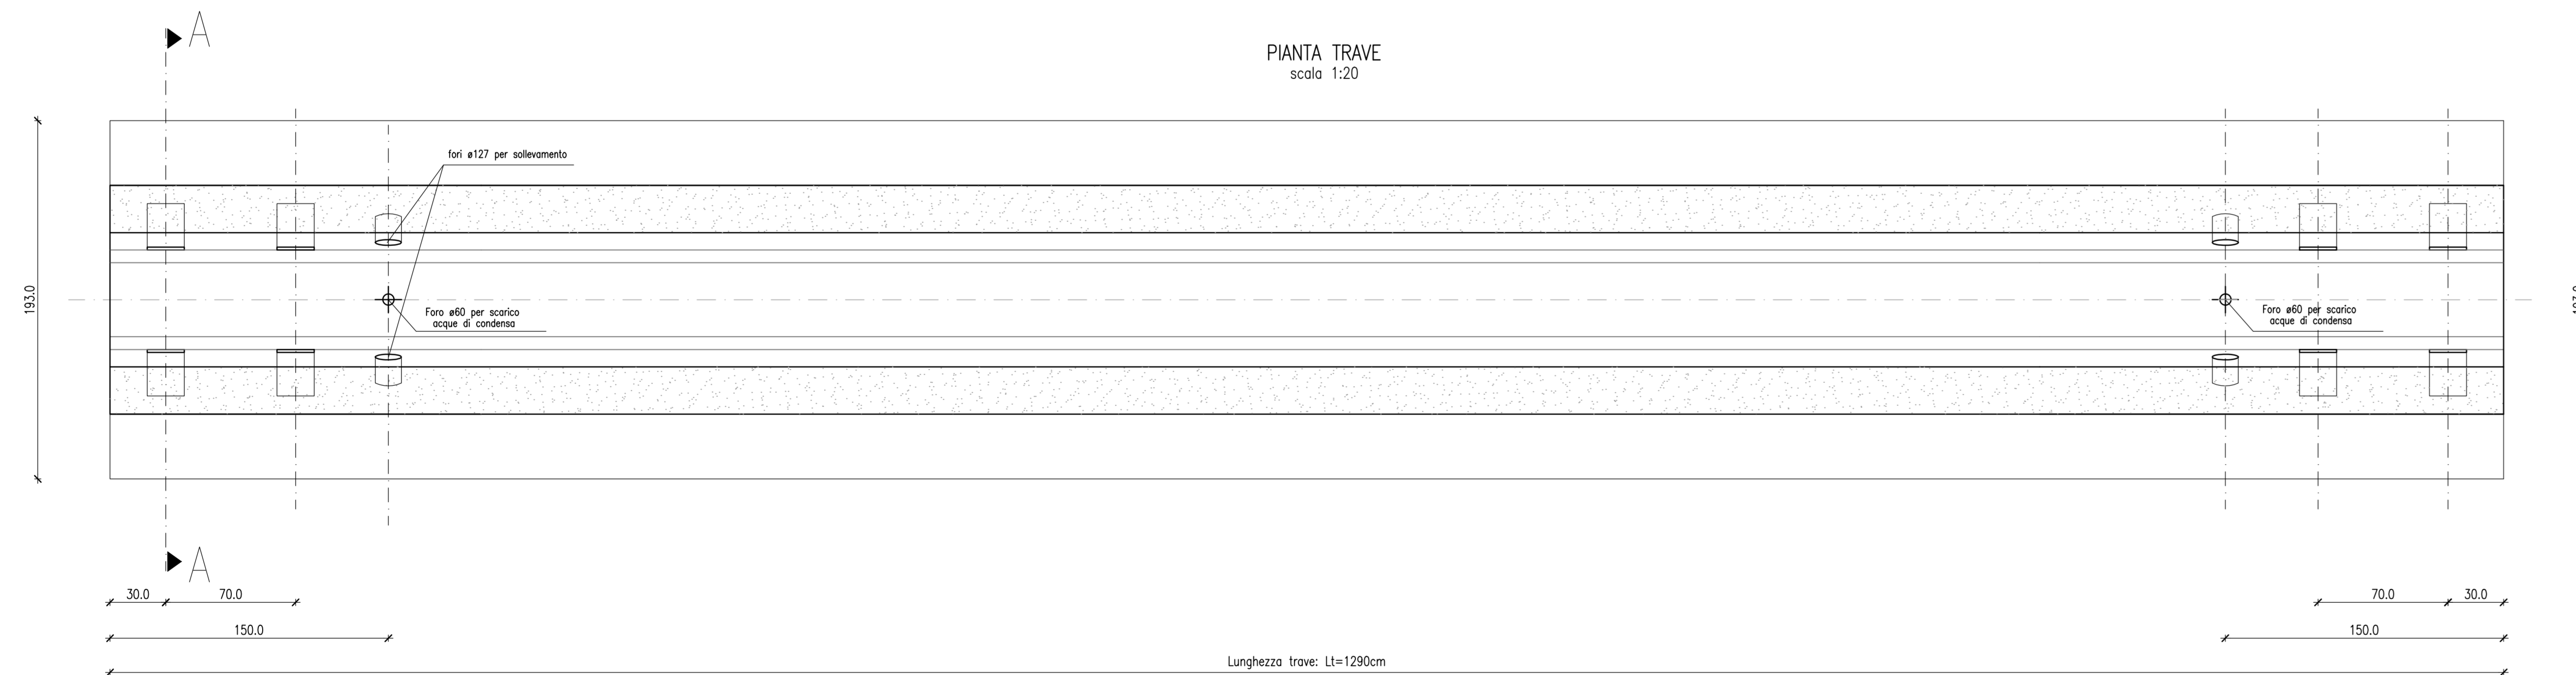 A
PIANTA TRAVE
scala 1:20
fori ø127 per sollevamento
193.0
Foro ø60 per scarico
acque di condensa
Foro ø60 per scarico
acque di condensa
A
30.0
70.0
70.0
30.0
150.0
150.0
Lunghezza trave: Lt=1290cm